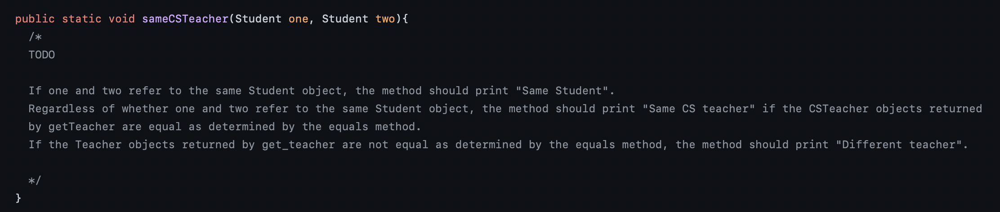 public static void sameCSTeacher(Student one, Student two){
/*
TODO
If one and two refer to the same Student object, the method should print "Same Student".
Regardless of whether one and two refer to the same Student object, the method should print "Same CS teacher" if the CSTeacher objects returned
by getTeacher are equal as determined by the equals method.
If the Teacher objects returned by get_teacher are not equal as determined by the equals method, the method should print "Different teacher".
*/
}